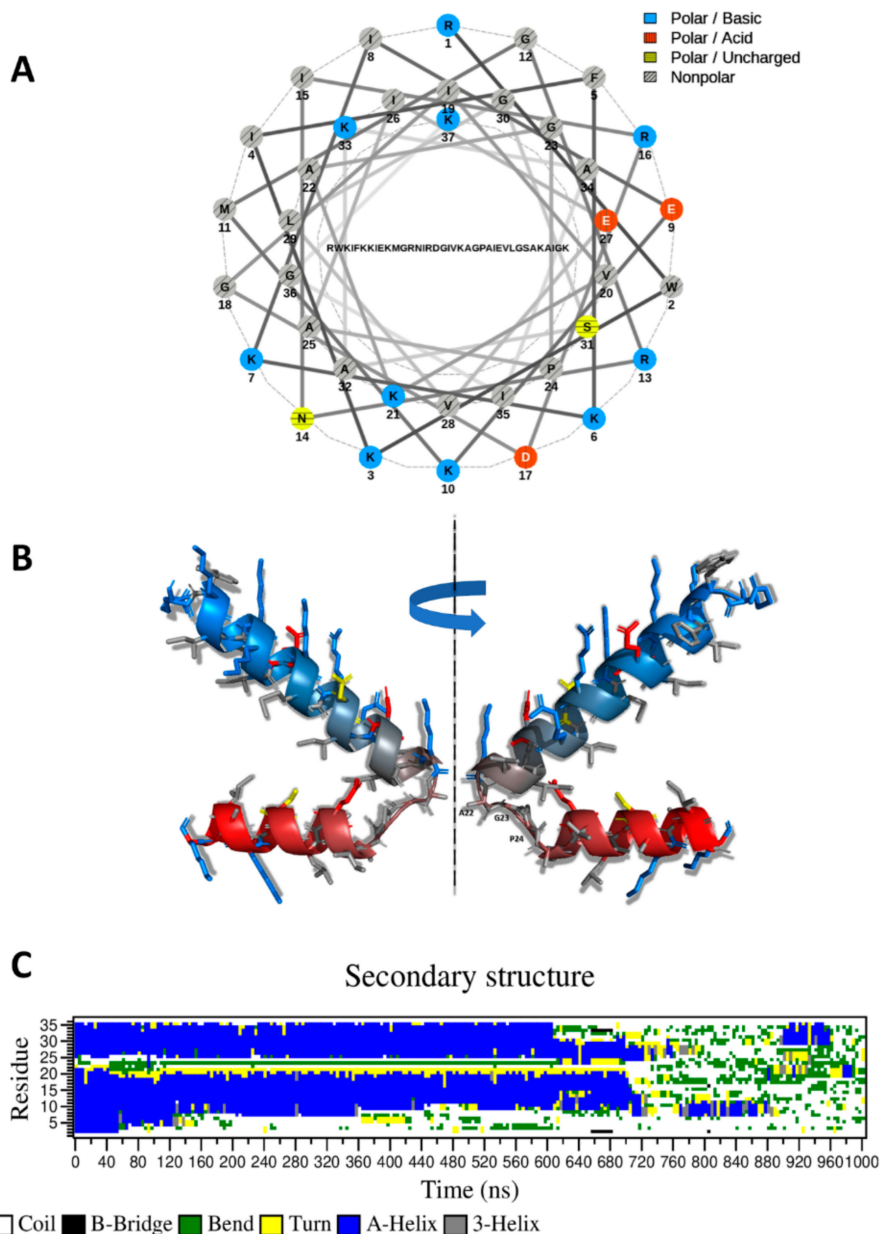 A
Polar / Basic
Polar / Acid
Polar / Uncharged
Nonpolar
R
1
I
8
G
12
I
15
I
26
I
19
G
30
F
5
K
33
K
37
G
23
R
16
I
4
A
22
A
34
M
11
L
29
E
27
E
9
RWKIFKKIEKMGRNIRDGIVKAGPAIEVLGSAKAIGK
G
18
G
36
V
20
W
2
A
25
S
31
K
7
A
32
P
24
R
13
N
14
K
21
V
28
I
35
K
6
K
3
K
10
D
17
B
A22
G23
P24
C
Secondary structure
Residue
35
30
25
20
15
10
5
0 40 80 120 160 200 240 280 320 360 400 440 480 520 560 600 640 680 720 760 800 840 880 920 960 1000
Time (ns)
Coil B-Bridge Bend Turn A-Helix 3-Helix